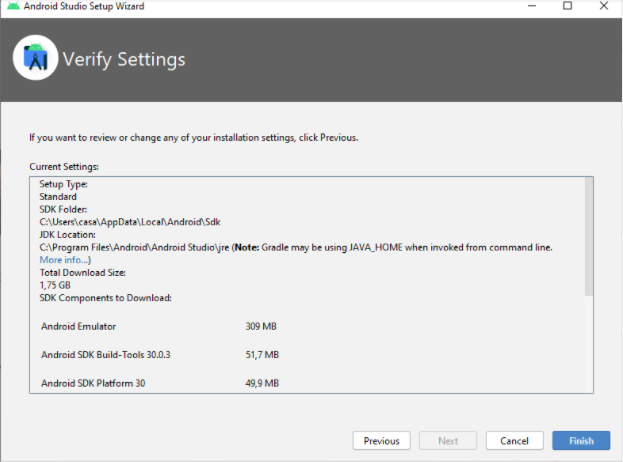 Android Studio Setup Wizard
Verify Settings
If you want to review or change any of your installation settings, click Previous.
Current Settings:
Setup Type:
Standard
SDK Folder:
C:\Users\casa\AppData\Local\Android\Sdk
JDK Location:
C:\Program Files\Android\Android Studio\jre (Note: Gradle may be using JAVA_HOME when invoked from command line.
More info...)
Total Download Size:
1,75 GB
SDK Components to Download:
Android Emulator 309 MB
Android SDK Build-Tools 30.0.3 51,7 MB
Android SDK Platform 30 49,9 MB
Previous Next Cancel Finish